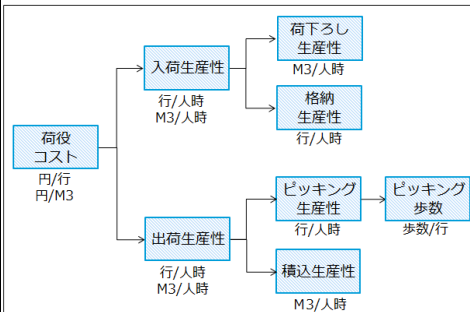 荷下ろし
生産性
M3/人時
入荷生産性
行/人時
M3/人時
格納
生産性
行/人時
荷役
コスト
円/行
円/M3
ピッキング
生産性
行/人時
ピッキング
歩数
歩数/行
出荷生産性
行/人時
M3/人時
積込生産性
M3/人時